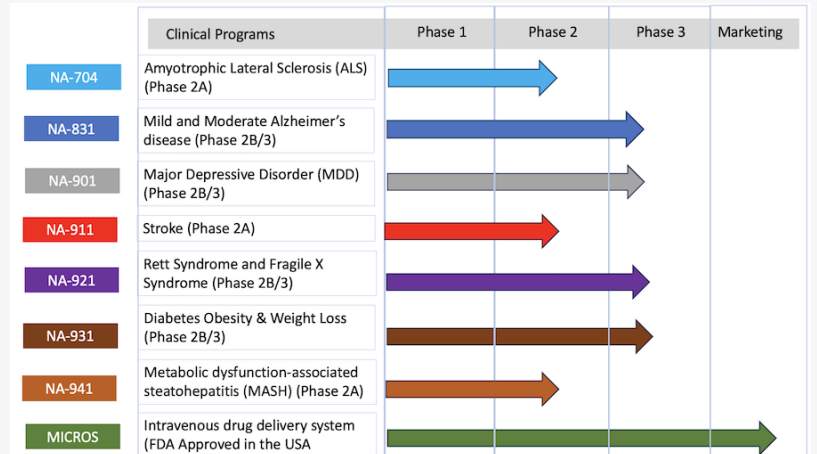 Clinical Programs Phase 1 Phase 2 Phase 3 Marketing
NA-704
Amyotrophic Lateral Sclerosis (ALS)
(Phase 2A)
NA-831
Mild and Moderate Alzheimer's
disease (Phase 2B/3)
NA-901
Major Depressive Disorder (MDD)
(Phase 2B/3)
NA-911
Stroke (Phase 2A)
NA-921
Rett Syndrome and Fragile X
Syndrome (Phase 2B/3)
NA-931
Diabetes Obesity & Weight Loss
(Phase 2B/3)
NA-941
Metabolic dysfunction-associated
steatohepatitis (MASH) (Phase 2A)
MICROS
Intravenous drug delivery system
(FDA Approved in the USA